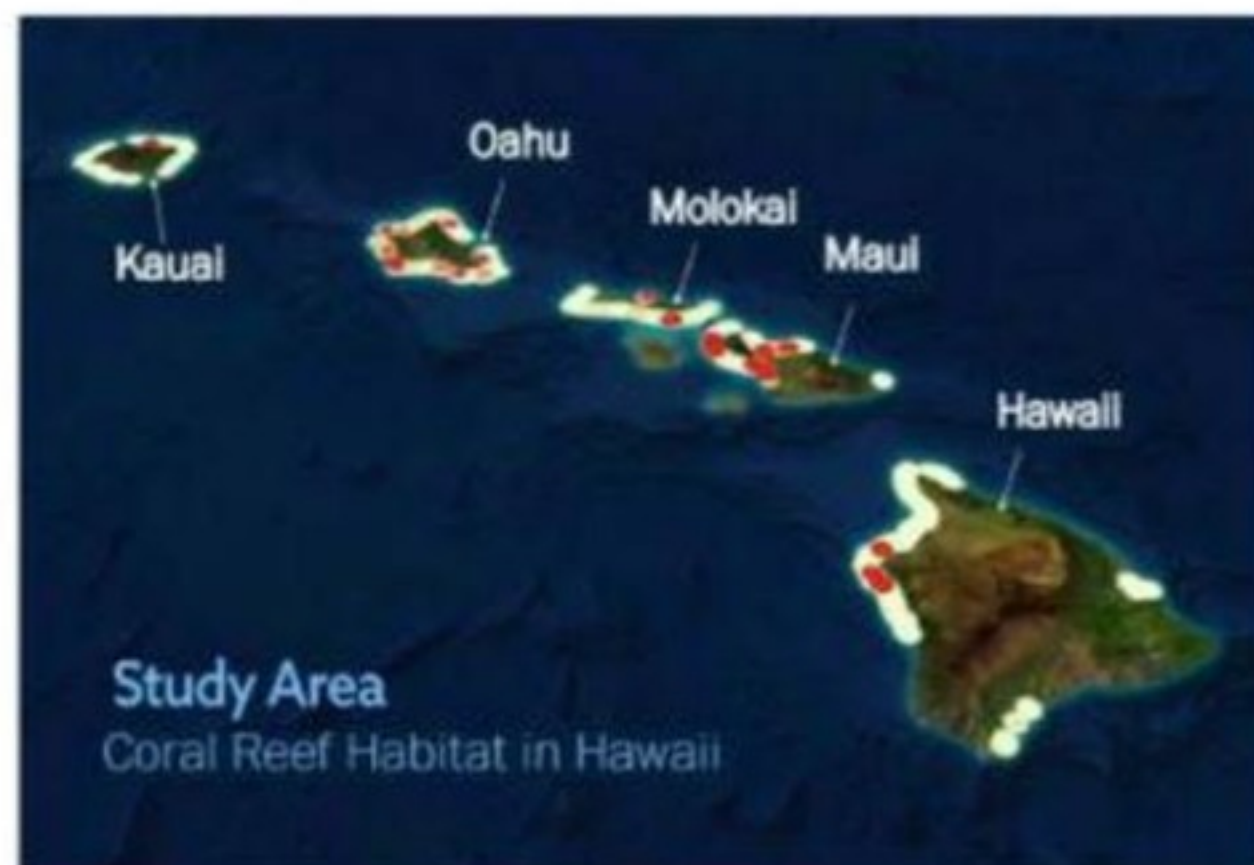 Oahu
Molokai
Maui
Kauai
Hawaii
Study Area
Coral Reef Habitat in Hawaii